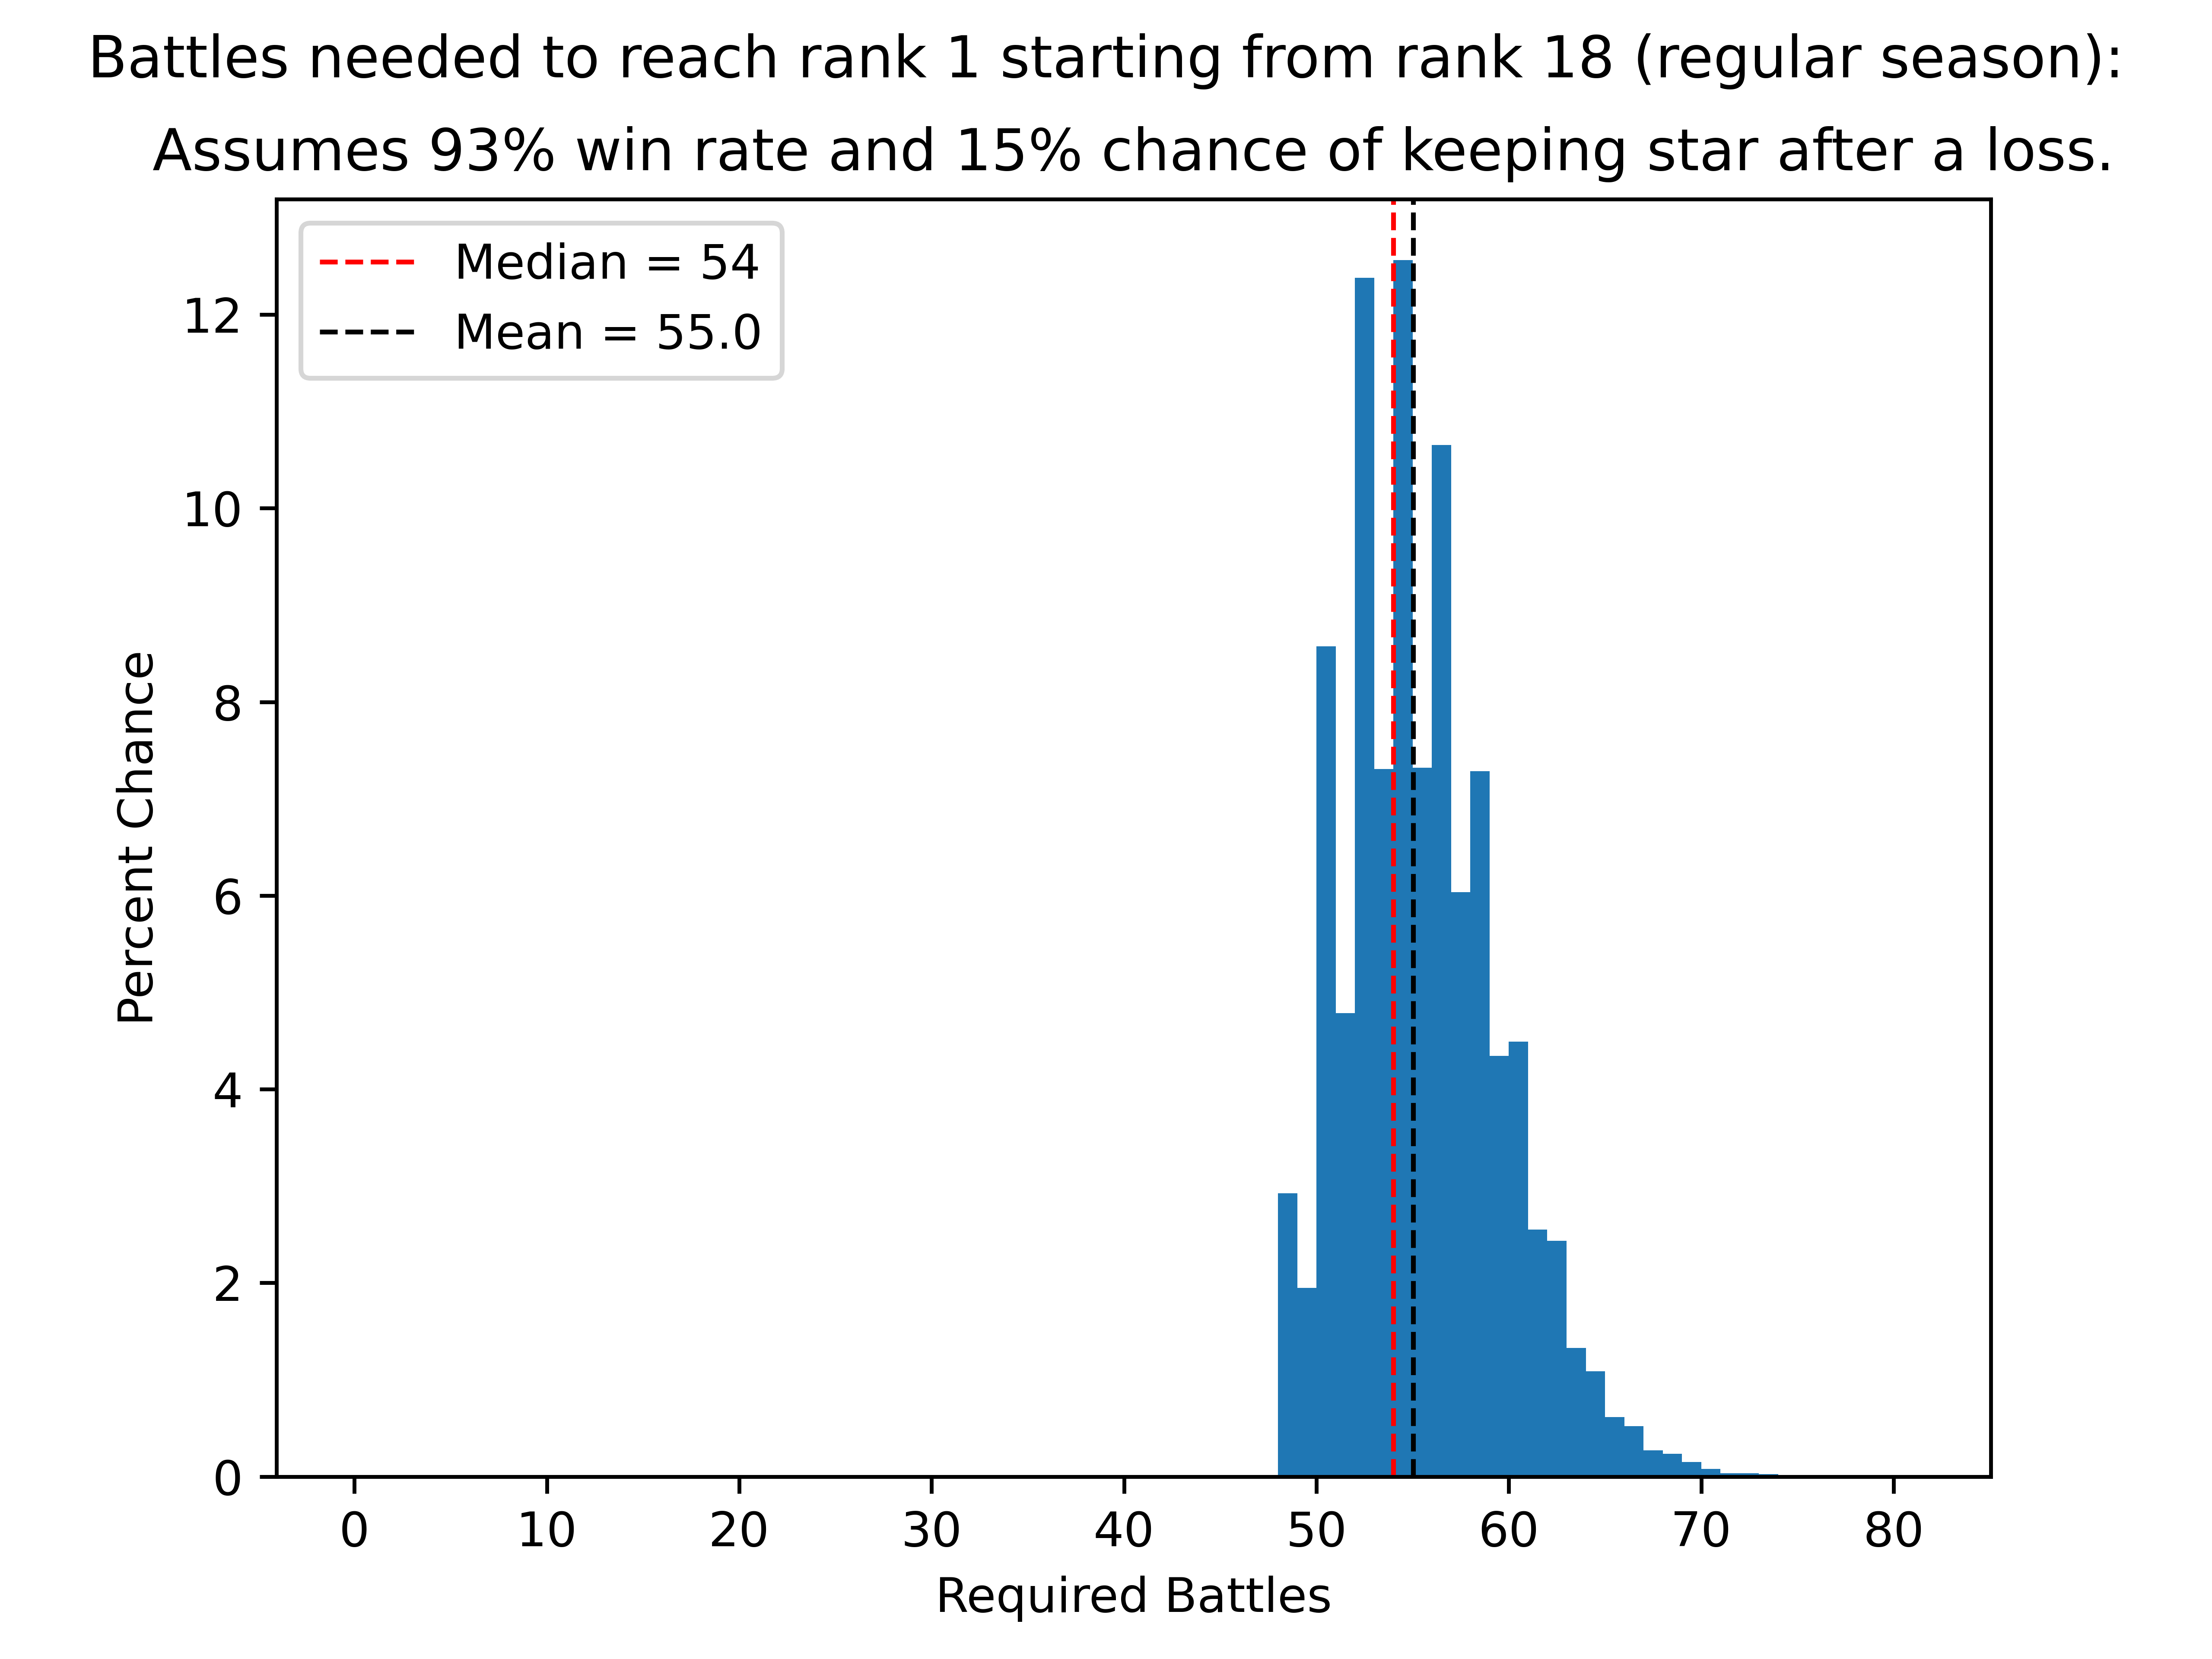 Battles needed to reach rank 1 starting from rank 18 (regular season):
Assumes 93% win rate and 15% chance of keeping star after a loss.
Median = 54
Mean = 55.0
Percent Chance
12
10
8
6
4
2
0
0 10 20 30 40 50 60 70 80
Required Battles